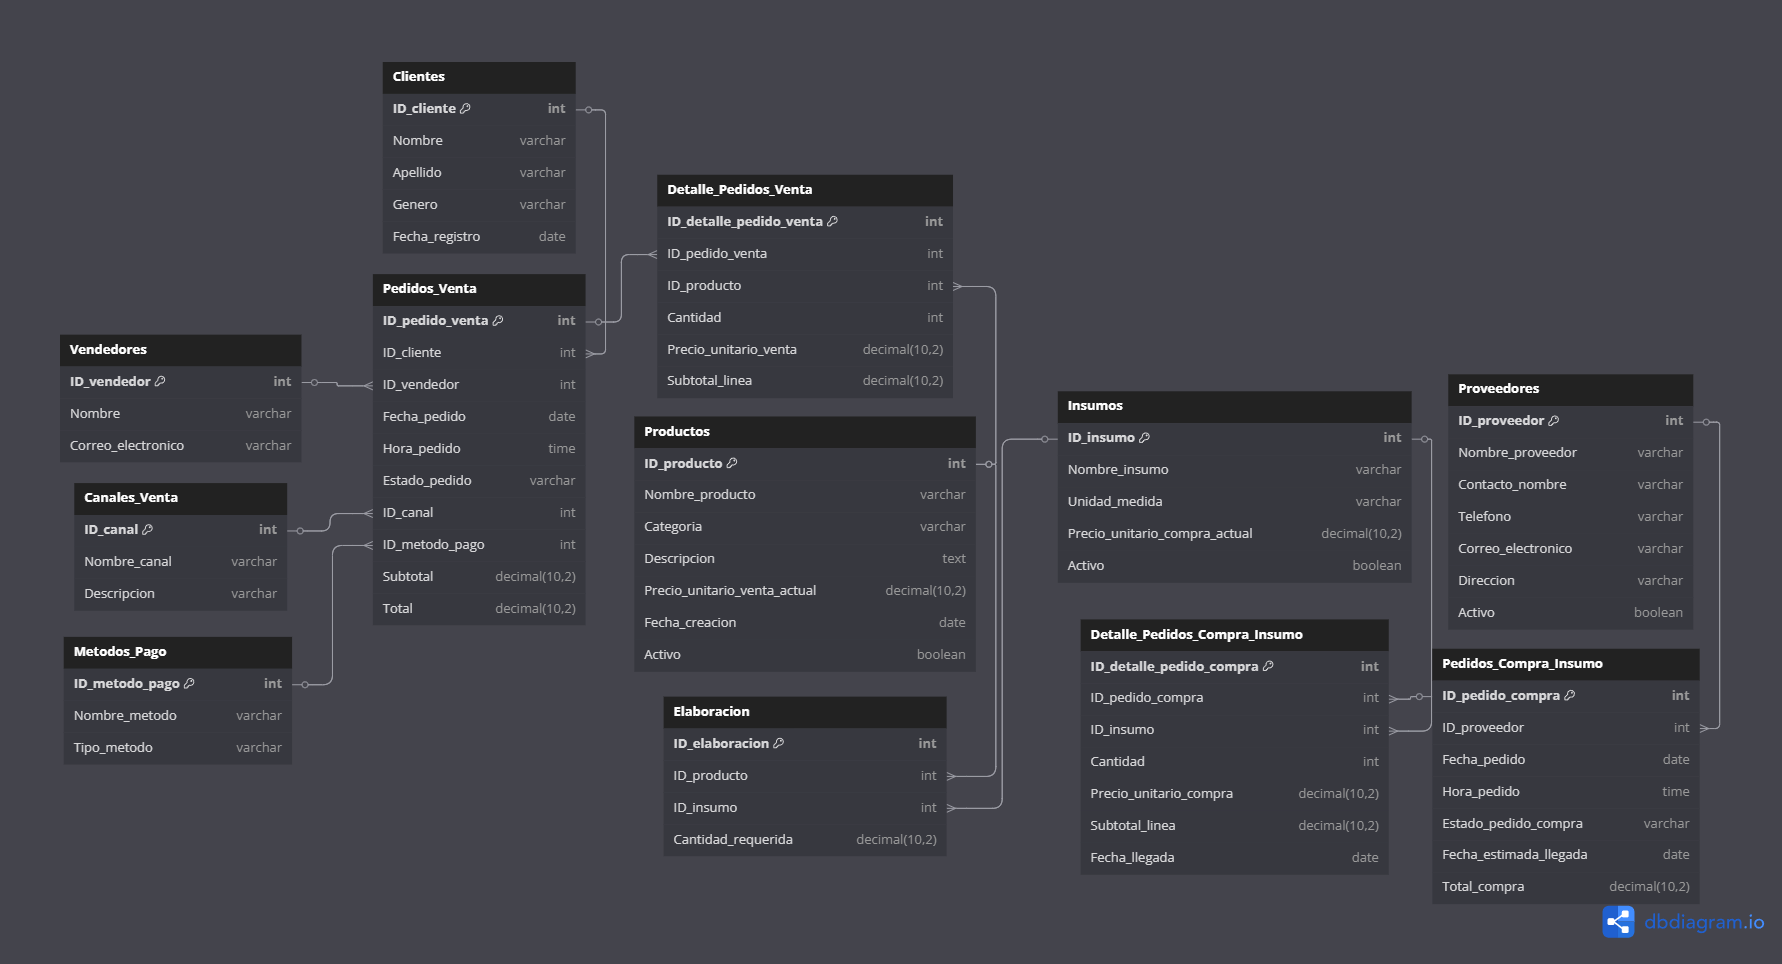 Clientes
ID_cliente int
Nombre varchar
Apellido varchar
Genero varchar
Fecha_registro date
Pedidos_Venta
ID_pedido_venta int
ID_cliente int
ID_vendedor int
Fecha_pedido date
Hora_pedido time
Estado_pedido varchar
ID_canal int
ID_metodo_pago int
Subtotal decimal(10,2)
Total decimal(10,2)
Vendedores
ID_vendedor int
Nombre varchar
Correo_electronico varchar
Canales_Venta
ID_canal int
Nombre_canal varchar
Descripcion varchar
Metodos_Pago
ID_metodo_pago int
Nombre_metodo varchar
Tipo_metodo varchar
Detalle_Pedidos_Venta
ID_detalle_pedido_venta int
ID_pedido_venta int
ID_producto int
Cantidad int
Precio_unitario_venta decimal(10,2)
Subtotal_linea decimal(10,2)
Productos
ID_producto int
Nombre_producto varchar
Categoria varchar
Descripcion text
Precio_unitario_venta_actual decimal(10,2)
Fecha_creacion date
Activo boolean
Elaboracion
ID_elaboracion int
ID_producto int
ID_insumo int
Cantidad_requerida decimal(10,2)
Insumos
ID_insumo int
Nombre_insumo varchar
Unidad_medida varchar
Precio_unitario_compra_actual decimal(10,2)
Activo boolean
Detalle_Pedidos_Compra_Insumo
ID_detalle_pedido_compra int
ID_pedido_compra int
ID_insumo int
Cantidad int
Precio_unitario_compra decimal(10,2)
Subtotal_linea decimal(10,2)
Fecha_llegada date
Proveedores
ID_proveedor int
Nombre_proveedor varchar
Contacto_nombre varchar
Telefono varchar
Correo_electronico varchar
Direccion varchar
Activo boolean
Pedidos_Compra_Insumo
ID_pedido_compra int
ID_proveedor int
Fecha_pedido date
Hora_pedido time
Estado_pedido_compra varchar
Fecha_estimada_llegada date
Total_compra decimal(10,2)
dbdiagram.io